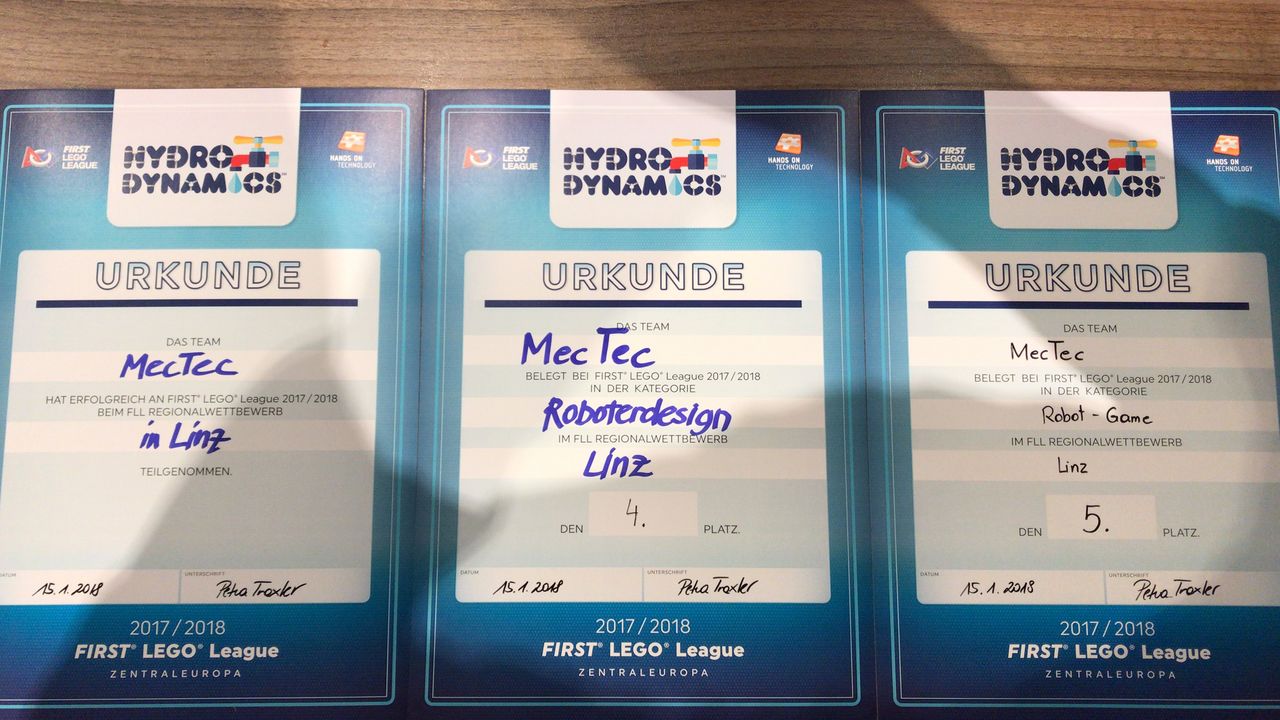 FIRST
LEGO
LEAGUE
HYDRO
DYNAMICS
HANDS ON
TECHNOLOGY
URKUNDE
DAS TEAM
MecTec
HAT ERFOLGREICH AN FIRST® LEGO® League 2017/2018
BEIM FLL REGIONALWETTBEWERB
in Linz
TEILGENOMMEN.
DATUM
15.1.2018
UNTERSCHRIFT
Petra Traxler
2017/2018
FIRST® LEGO® League
ZENTRALEUROPA
FIRST
LEGO
LEAGUE
HYDRO
DYNAMICS
HANDS ON
TECHNOLOGY
URKUNDE
DAS TEAM
MecTec
BELEGT BEI FIRST® LEGO® League 2017/2018
IN DER KATEGORIE
Roboterdesign
IM FLL REGIONALWETTBEWERB
Linz
DEN 4. PLATZ.
DATUM
15.1.2018
UNTERSCHRIFT
Petra Traxler
2017/2018
FIRST® LEGO® League
ZENTRALEUROPA
FIRST
LEGO
LEAGUE
HYDRO
DYNAMICS
HANDS ON
TECHNOLOGY
URKUNDE
DAS TEAM
MecTec
BELEGT BEI FIRST® LEGO® League 2017/2018
IN DER KATEGORIE
Robot-Game
IM FLL REGIONALWETTBEWERB
Linz
DEN 5. PLATZ.
DATUM
15.1.2018
UNTERSCHRIFT
Petra Traxler
2017/2018
FIRST® LEGO® League
ZENTRALEUROPA